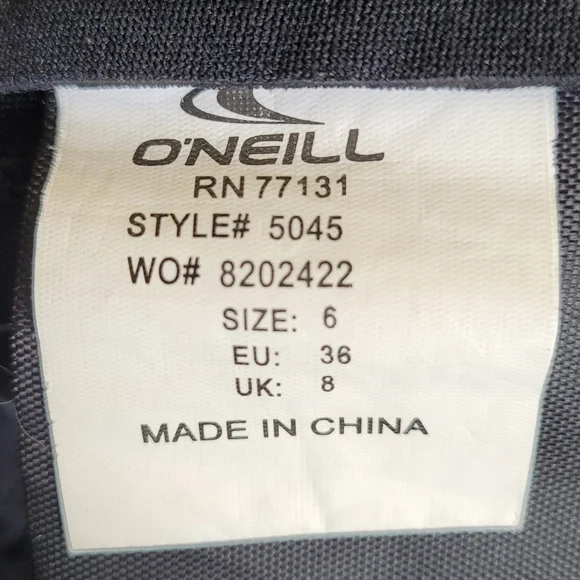 O'NEILL
RN 77131
STYLE# 5045
WO# 8202422
SIZE: 6
EU: 36
UK: 8
MADE IN CHINA